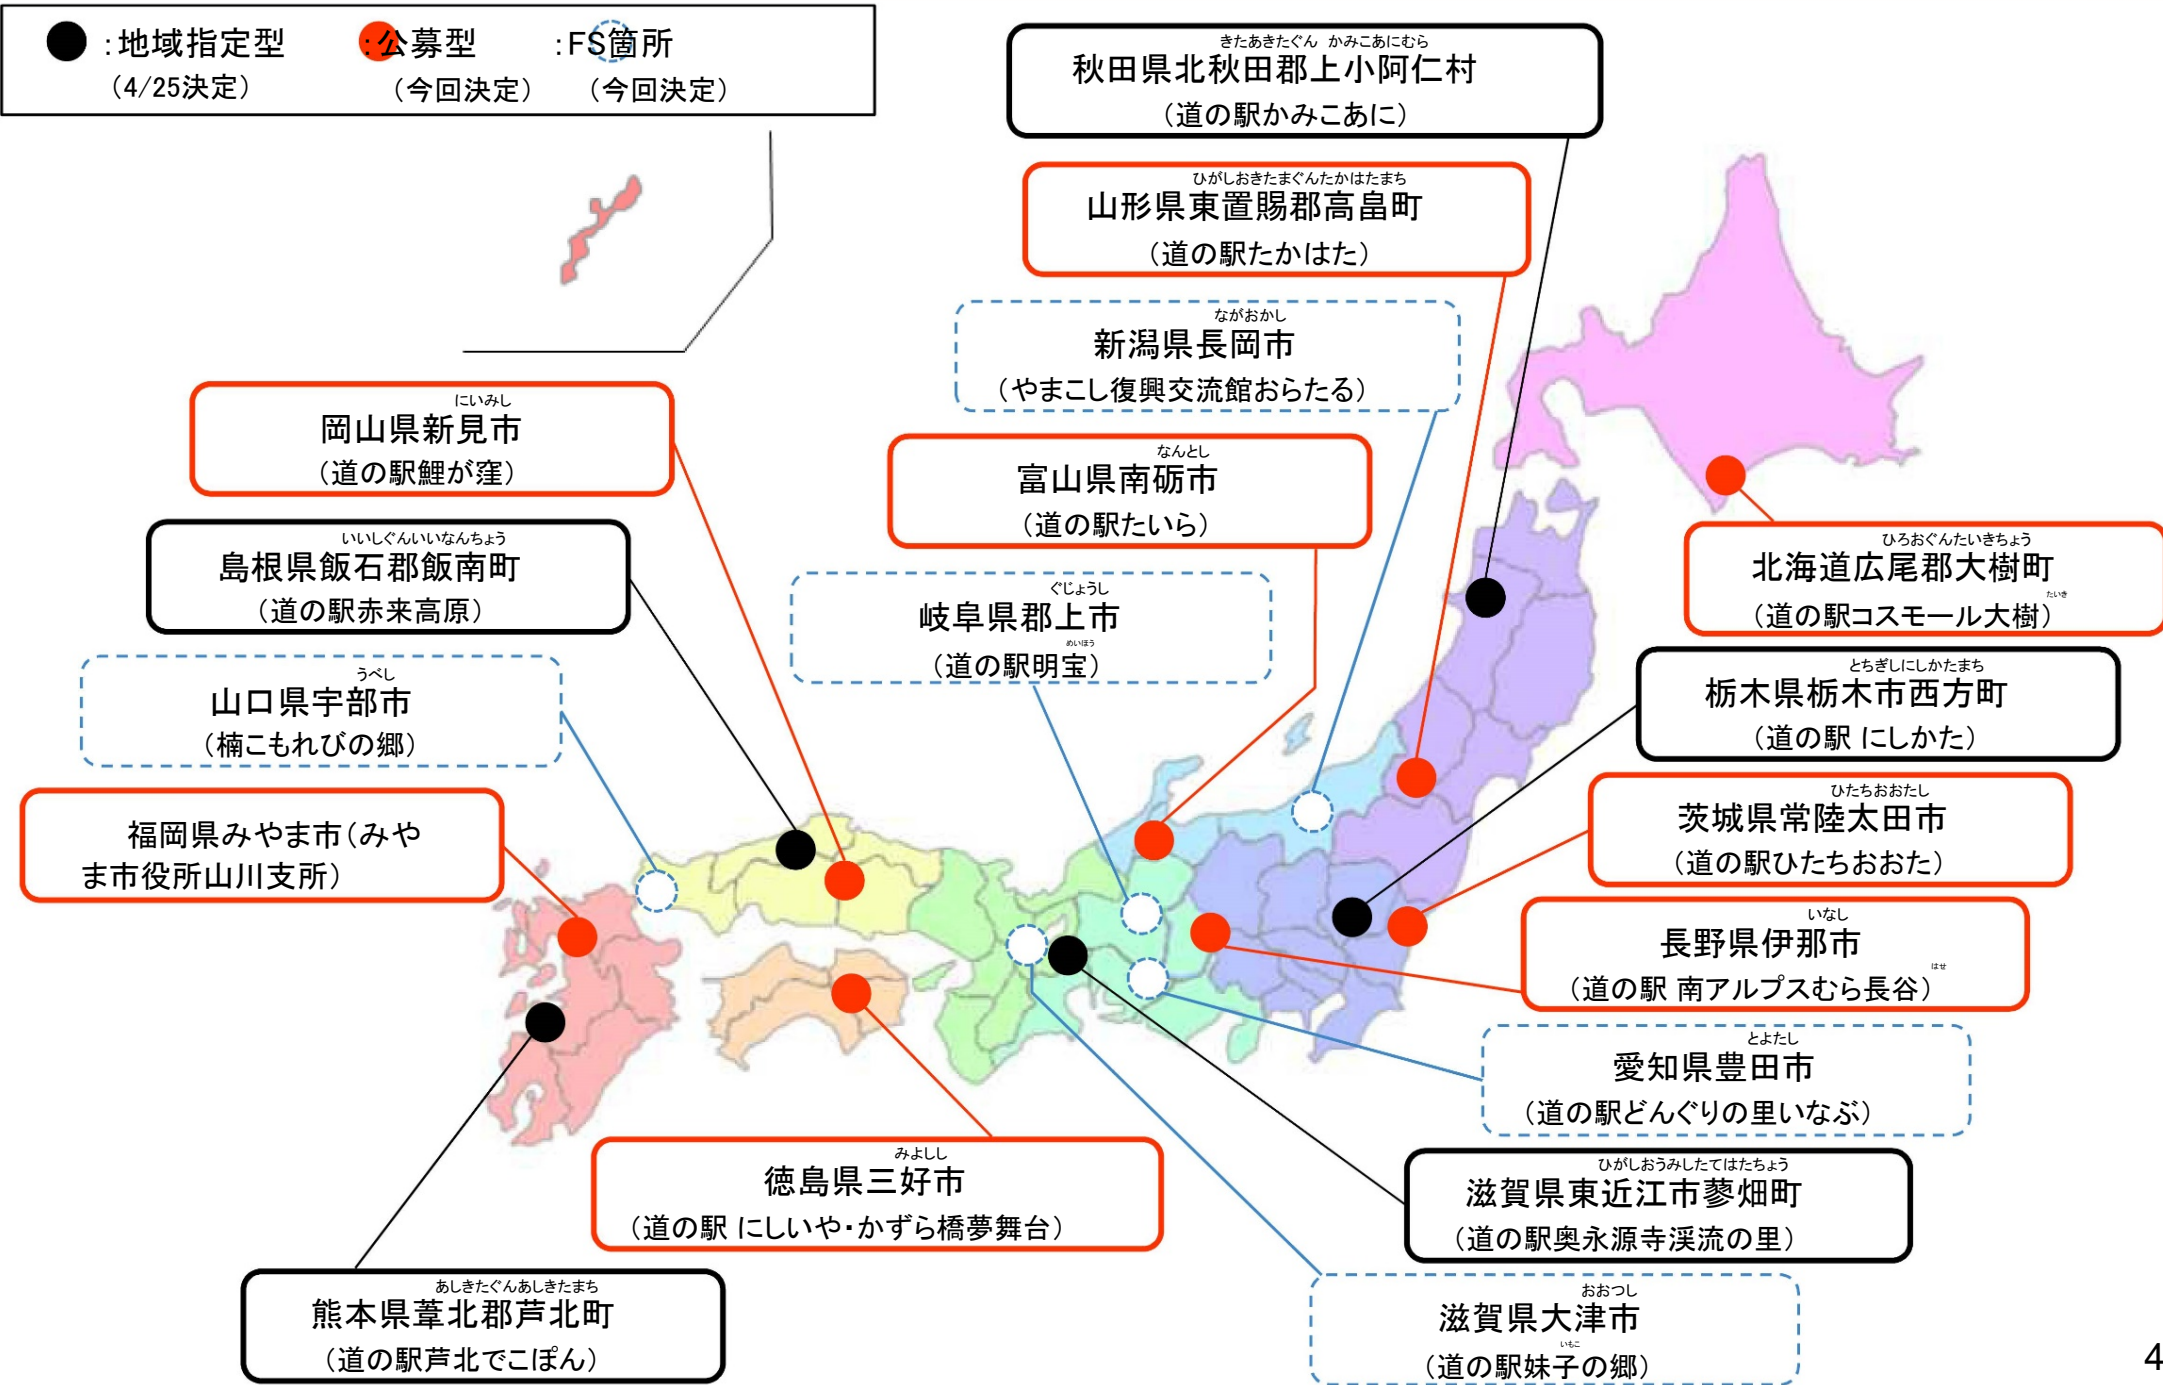 :地域指定型
(4/25決定)
:公募型
(今回決定)
:FS箇所
(今回決定)
きたあきたぐん かみこあにむら
秋田県北秋田郡上小阿仁村
(道の駅かみこあに)
ひがしおきたまぐんたかはたまち
山形県東置賜郡高畠町
(道の駅たかはた)
ながおかし
新潟県長岡市
(やまこし復興交流館おらたる)
にいみし
岡山県新見市
(道の駅鯉が窪)
なんとし
富山県南砺市
(道の駅たいら)
いいしぐんいいなんちょう
島根県飯石郡飯南町
(道の駅赤来高原)
ひろおぐんたいきちょう
北海道広尾郡大樹町
たいき
(道の駅コスモール大樹)
ぐじょうし
岐阜県郡上市
めいほう
(道の駅明宝)
うべし
山口県宇部市
(楠こもれびの郷)
とちぎしにしかたまち
栃木県栃木市西方町
(道の駅 にしかた)
福岡県みやま市(みや
ま市役所山川支所)
ひたちおおたし
茨城県常陸太田市
(道の駅ひたちおおた)
いなし
長野県伊那市
はせ
(道の駅 南アルプスむら長谷)
とよたし
愛知県豊田市
(道の駅どんぐりの里いなぶ)
みよしし
徳島県三好市
(道の駅 にしいや・かずら橋夢舞台)
ひがしおうみしたてはたちょう
滋賀県東近江市蓼畑町
(道の駅奥永源寺渓流の里)
あしきたぐんあしきたまち
熊本県葦北郡芦北町
(道の駅芦北でこぽん)
おおつし
滋賀県大津市
いもこ
(道の駅妹子の郷)
4